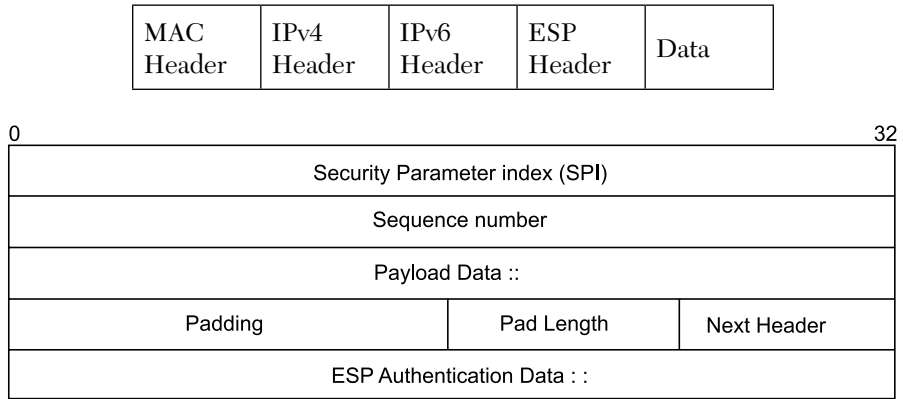 MAC Header
IPv4 Header
IPv6 Header
ESP Header
Data
0 32
Security Parameter index (SPI)
Sequence number
Payload Data ::
Padding Pad Length Next Header
ESP Authentication Data : :